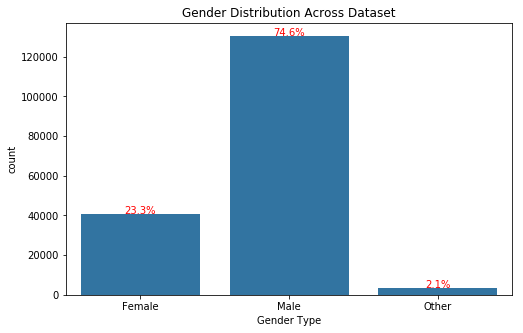 Gender Distribution Across Dataset
74.6%
23.3%
2.1%
120000
100000
80000
60000
40000
20000
0
count
Female
Male
Other
Gender Type